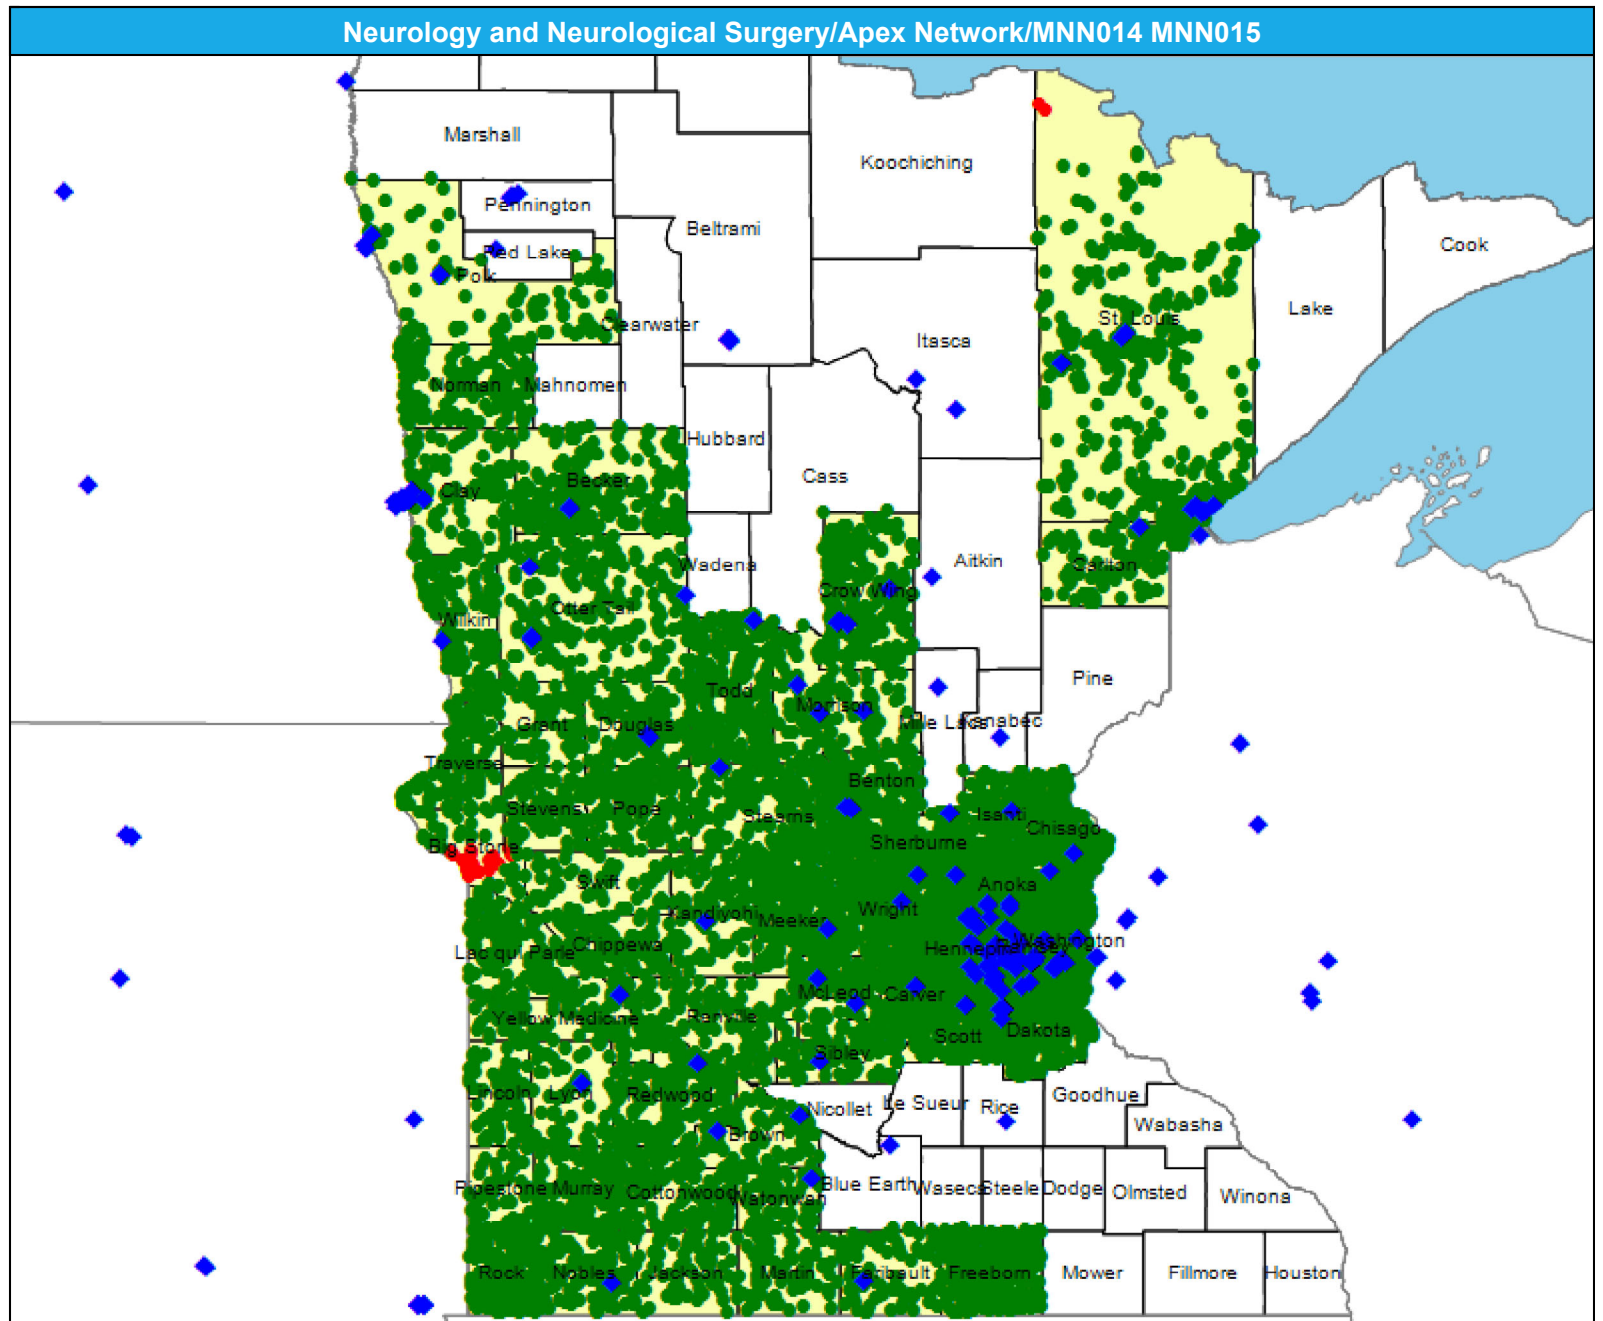 Neurology and Neurological Surgery/Apex Network/MNN014 MNN015
Marshall
Koochiching
Pennington
Beltrami
Cook
Red Lake
Polk
Lake
St. Louis
Clearwater
Itasca
Norman
Mahnomen
Hubbard
Cass
Becker
Clay
Aitkin
Wadena
Carlton
Crow Wing
Otter Tail
Wilkin
Pine
Todd
Morrison
Mille Lacs
Kanabec
Grant
Douglas
Traverse
Benton
Stevens
Pope
Stearns
Isanti
Chisago
Sherburne
Big Stone
Swift
Anoka
Wright
Kandiyohi
Meeker
Washington
Hennepin
Ramsey
Chippewa
Lac qui Parle
McLeod
Carver
Yellow Medicine
Renville
Scott
Dakota
Sibley
Lincoln
Lyon
Redwood
Goodhue
Nicollet
Le Sueur
Rice
Wabasha
Brown
Pipestone
Murray
Cottonwood
Watonwan
Blue Earth
Waseca
Steele
Dodge
Olmsted
Winona
Rock
Nobles
Jackson
Martin
Faribault
Freeborn
Mower
Fillmore
Houston